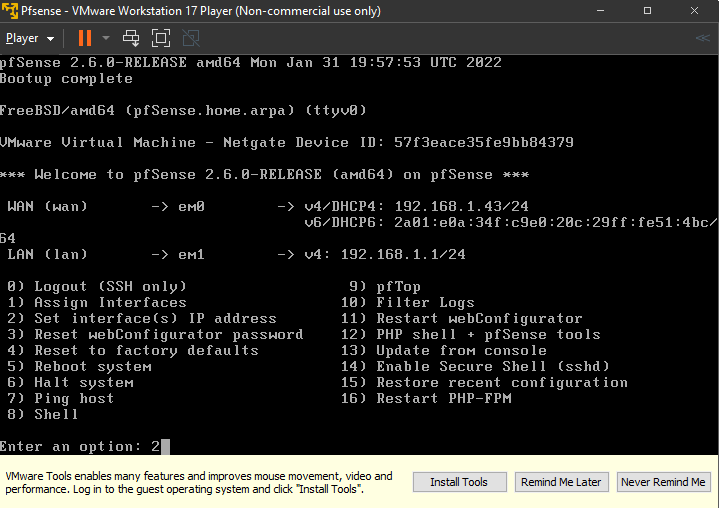 Pfsense - VMware Workstation 17 Player (Non-commercial use only)
Player
pfSense 2.6.0-RELEASE amd64 Mon Jan 31 19:57:53 UTC 2022
Bootup complete
FreeBSD/amd64 (pfSense.home.arpa) (ttyv0)
VMware Virtual Machine - Netgate Device ID: 57f3eace35fe9bb84379
*** Welcome to pfSense 2.6.0-RELEASE (amd64) on pfSense ***
WAN (wan) -> em0 -> v4/DHCP4: 192.168.1.43/24
v6/DHCP6: 2a01:e0a:34f:c9e0:20c:29ff:fe51:4bc/
64
LAN (lan) -> em1 -> v4: 192.168.1.1/24
0) Logout (SSH only) 9) pfTop
1) Assign Interfaces 10) Filter Logs
2) Set interface(s) IP address 11) Restart webConfigurator
3) Reset webConfigurator password 12) PHP shell + pfSense tools
4) Reset to factory defaults 13) Update from console
5) Reboot system 14) Enable Secure Shell (sshd)
6) Halt system 15) Restore recent configuration
7) Ping host 16) Restart PHP-FPM
8) Shell
Enter an option: 2
VMware Tools enables many features and improves mouse movement, video and
performance. Log in to the guest operating system and click "Install Tools".
Install Tools
Remind Me Later
Never Remind Me